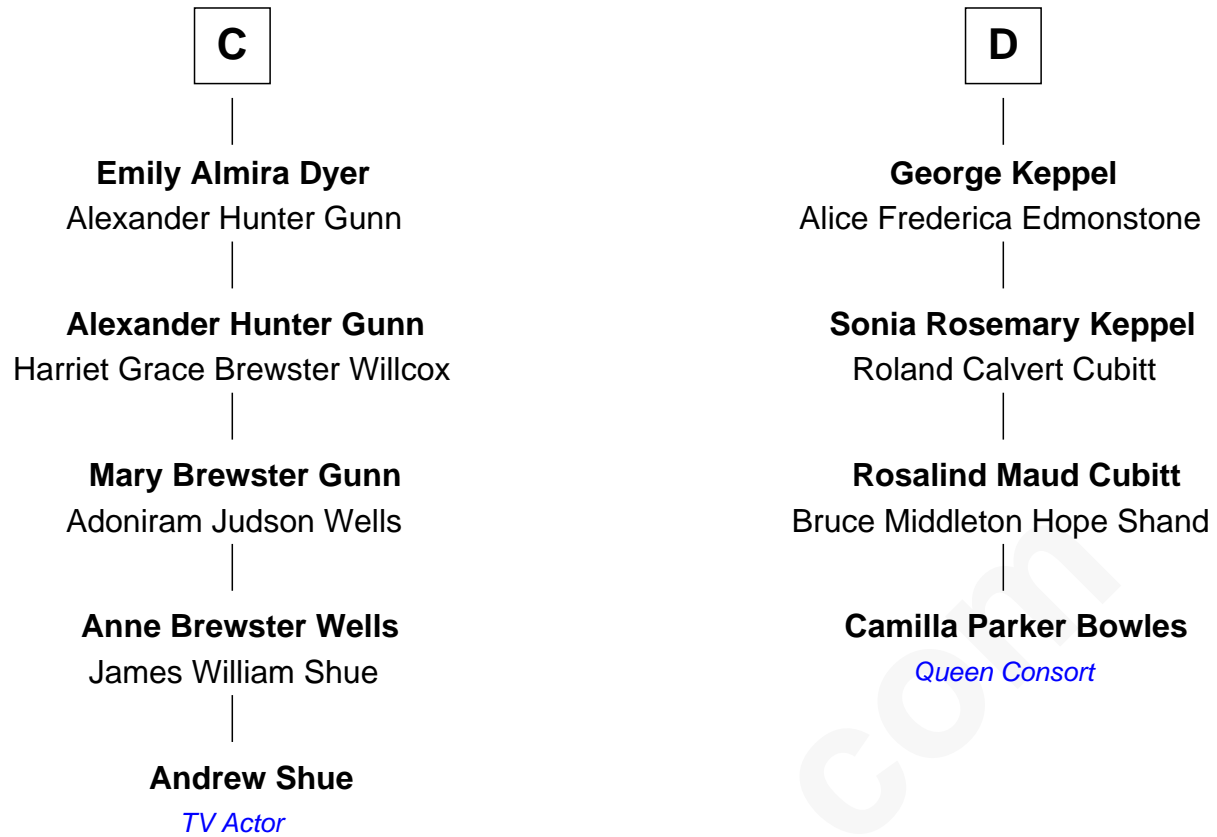 C
Emily Almira Dyer
Alexander Hunter Gunn
Alexander Hunter Gunn
Harriet Grace Brewster Willcox
Mary Brewster Gunn
Adoniram Judson Wells
Anne Brewster Wells
James William Shue
Andrew Shue
TV Actor
D
George Keppel
Alice Frederica Edmonstone
Sonia Rosemary Keppel
Roland Calvert Cubitt
Rosalind Maud Cubitt
Bruce Middleton Hope Shand
Camilla Parker Bowles
Queen Consort
com